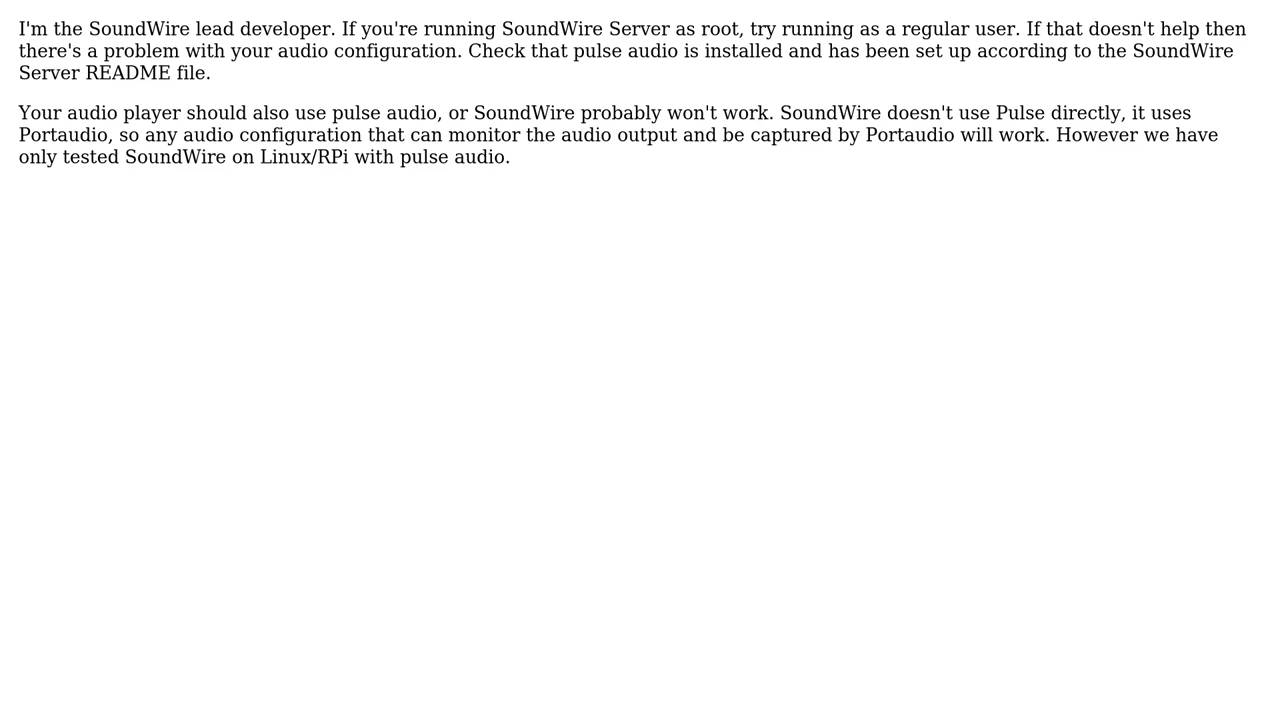 I'm the SoundWire lead developer. If you're running SoundWire Server as root, try running as a regular user. If that doesn't help then
there's a problem with your audio configuration. Check that pulse audio is installed and has been set up according to the SoundWire
Server README file.
Your audio player should also use pulse audio, or SoundWire probably won't work. SoundWire doesn't use Pulse directly, it uses
Portaudio, so any audio configuration that can monitor the audio output and be captured by Portaudio will work. However we have
only tested SoundWire on Linux/RPi with pulse audio.